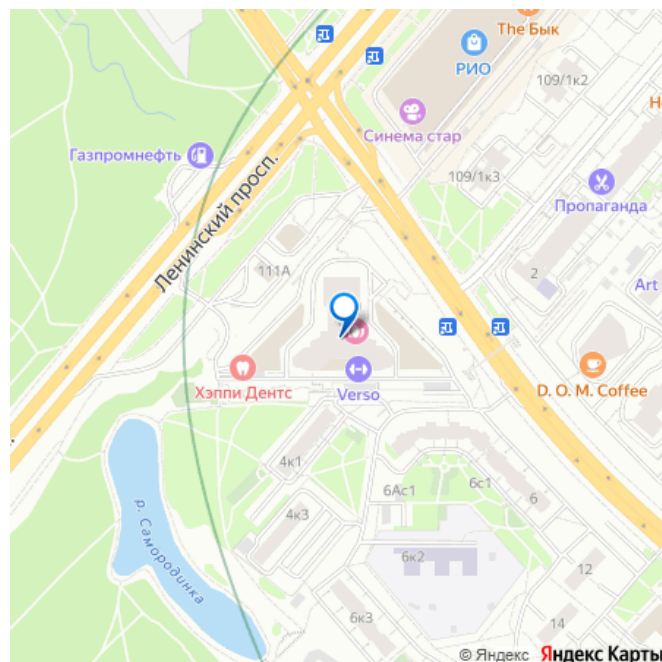 The Бык
РИО
109/1к2
Синема стар
Газпромнефть
109/1к3
Пропаганда
Ленинский просп.
111А
2
Art
Хэппи Дентс
Verso
D. O. M. Coffee
4к1
6Ас1
6с1
6
4к3
р. Самородинка
6к2
12
6к3
14
© Яндекс Яндекс Карты